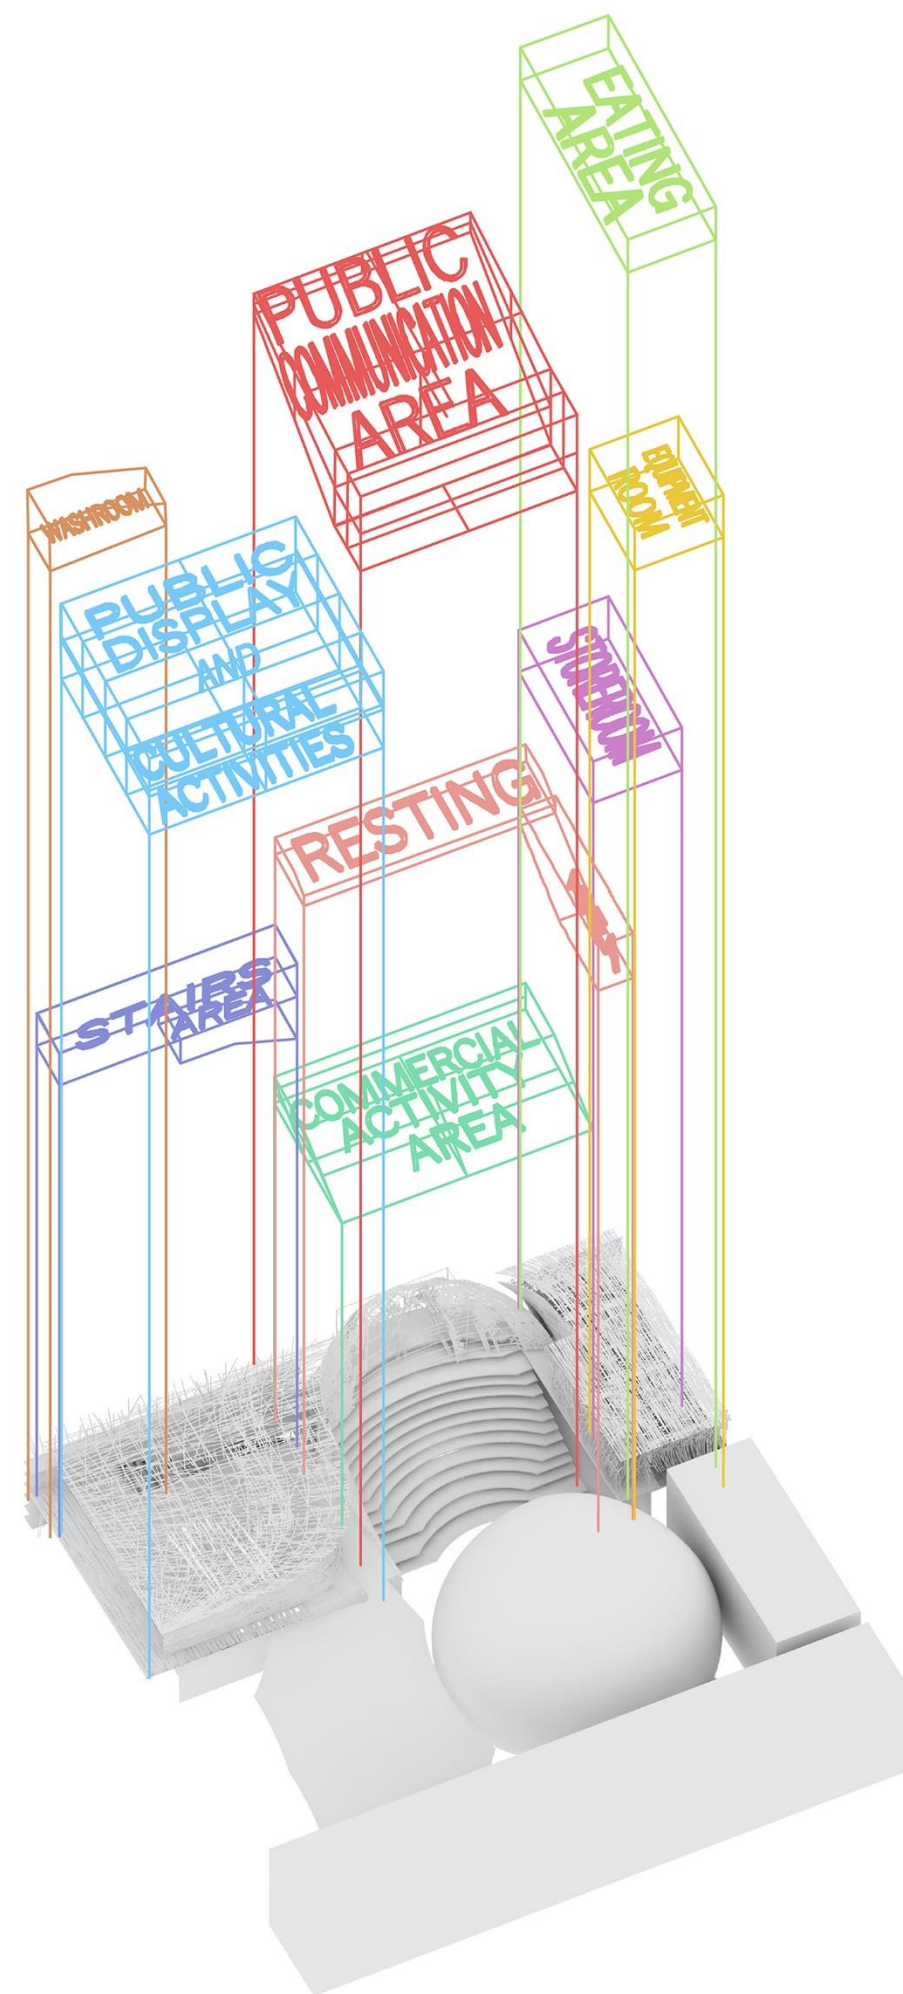 EATING
AREA
PUBLIC
COMMUNICATION
AREA
EQUIPMENT
ROOM
WASHROOM
PUBLIC
DISPLAY
AND
CULTURAL
ACTIVITIES
STOREROOM
RESTING
STAIRS
AREA
COMMERCIAL
ACTIVITY
AREA